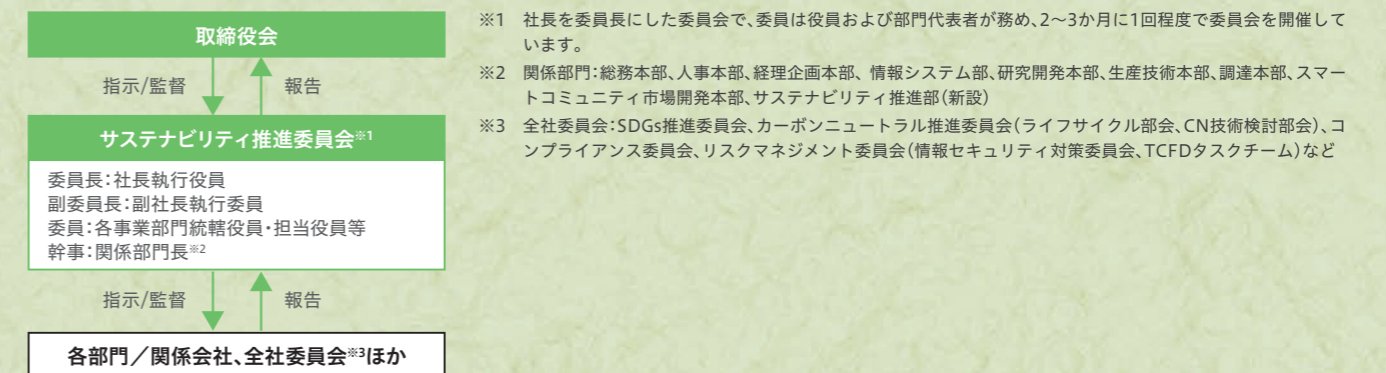 取締役会
指示/監督
報告
サステナビリティ推進委員会※1
委員長：社長執行役員
副委員長：副社長執行委員
委員：各事業部門統轄役員・担当役員等
幹事：関係部門長※2
指示/監督
報告
各部門／関係会社、全社委員会※3ほか
※1 社長を委員長にした委員会で、委員は役員および部門代表者が務め、2〜3か月に1回程度で委員会を開催して
います。
※2 関係部門：総務本部、人事本部、経理企画本部、 情報システム部、研究開発本部、生産技術本部、調達本部、スマー
トコミュニティ市場開発本部、サステナビリティ推進部（新設）
※3 全社委員会：SDGs推進委員会、カーボンニュートラル推進委員会（ライフサイクル部会、CN技術検討部会）、コ
ンプライアンス委員会、リスクマネジメント委員会（情報セキュリティ対策委員会、TCFDタスクチーム）など